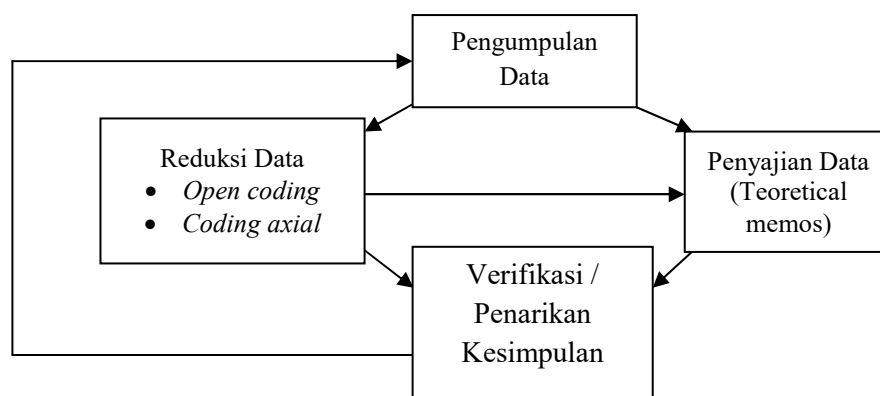 Pengumpulan
Data
Reduksi Data
• Open coding
• Coding axial
Penyajian Data
(Teoretical
memos)
Verifikasi /
Penarikan
Kesimpulan